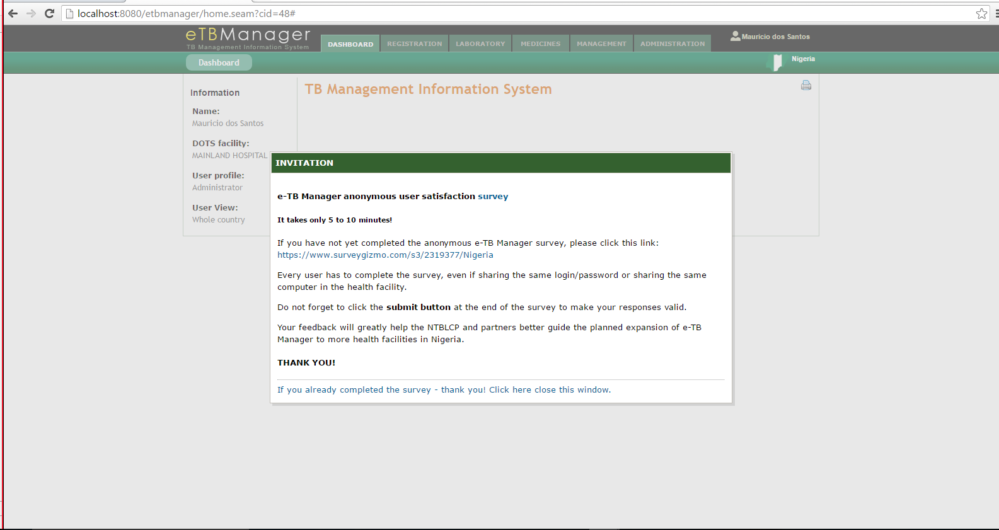 localhost:8080/etbmanager/home.seam?cid=48#
eTBManager
TB Management Information System
DASHBOARD
REGISTRATION
LABORATORY
MEDICINES
MANAGEMENT
ADMINISTRATION
Mauricio dos Santos
Dashboard
Nigeria
Information
Name:
Mauricio dos Santos
DOTS facility:
MAINLAND HOSPITAL
User profile:
Administrator
User View:
Whole country
TB Management Information System
INVITATION
e-TB Manager anonymous user satisfaction survey
It takes only 5 to 10 minutes!
If you have not yet completed the anonymous e-TB Manager survey, please click this link:
https://www.surveygizmo.com/s3/2319377/Nigeria
Every user has to complete the survey, even if sharing the same login/password or sharing the same
computer in the health facility.
Do not forget to click the submit button at the end of the survey to make your responses valid.
Your feedback will greatly help the NTBLCP and partners better guide the planned expansion of e-TB
Manager to more health facilities in Nigeria.
THANK YOU!
If you already completed the survey - thank you! Click here close this window.